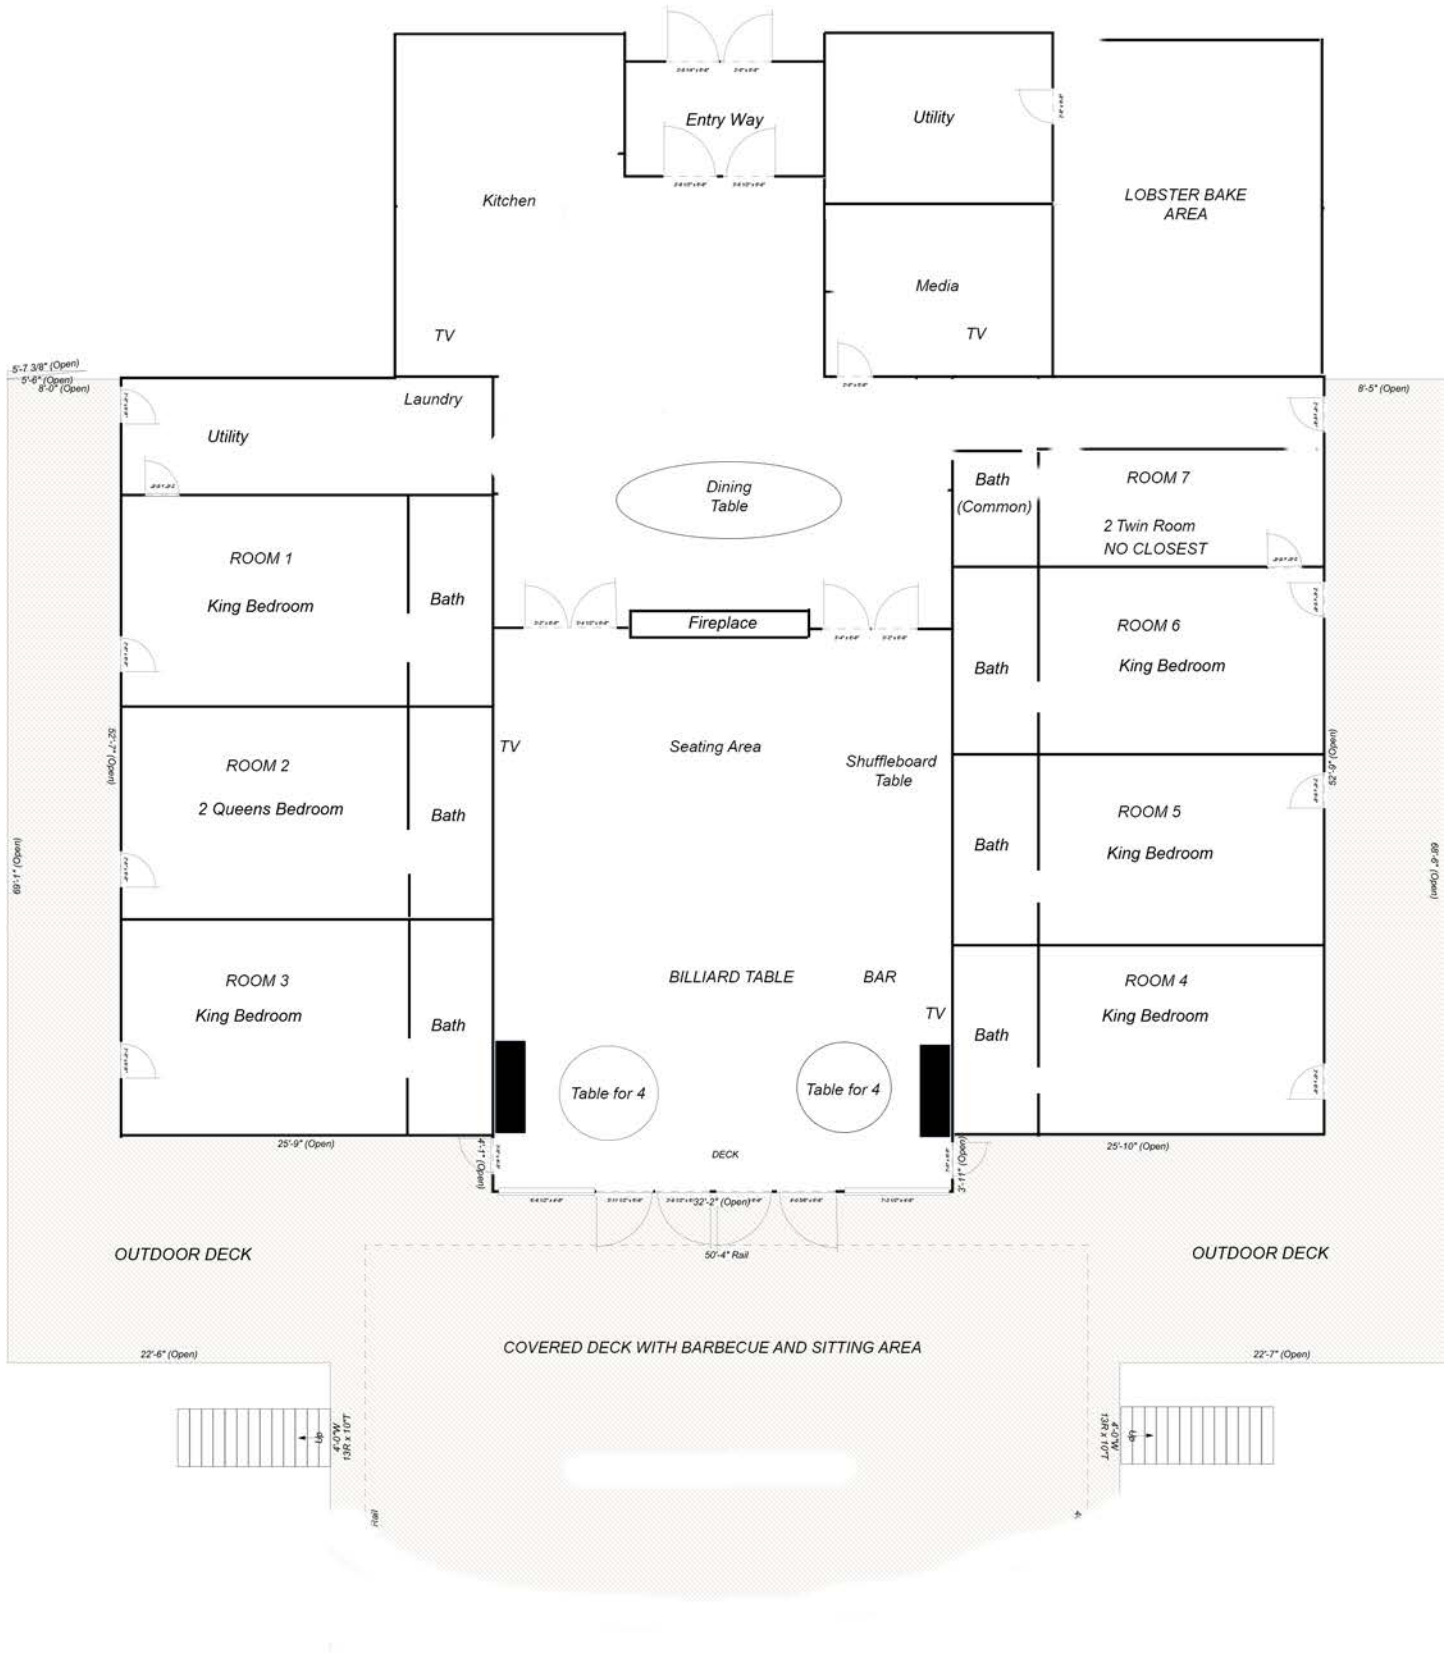 Entry Way
Utility
Kitchen
LOBSTER BAKE
AREA
Media
TV
TV
5'-7 3/8" (Open)
5'-6" (Open)
8'-0" (Open)
8'-5" (Open)
Laundry
Utility
Dining
Table
Bath
(Common)
ROOM 7
2 Twin Room
NO CLOSEST
ROOM 1
King Bedroom
Bath
Fireplace
ROOM 6
King Bedroom
Bath
52'-7" (Open)
52'-9" (Open)
TV
Seating Area
Shuffleboard
Table
ROOM 2
2 Queens Bedroom
Bath
ROOM 5
King Bedroom
Bath
69'-1" (Open)
68'-6" (Open)
BILLIARD TABLE
BAR
TV
ROOM 3
King Bedroom
Bath
ROOM 4
King Bedroom
Bath
Table for 4
Table for 4
25'-9" (Open)
4'-1" (Open)
DECK
3'-11" (Open)
25'-10" (Open)
32'-2" (Open)
50'-4" Rail
OUTDOOR DECK
OUTDOOR DECK
COVERED DECK WITH BARBECUE AND SITTING AREA
22'-6" (Open)
22'-7" (Open)
Up
4'-0"W
13R x 10"T
Up
4'-0"W
13R x 10"T
Rail